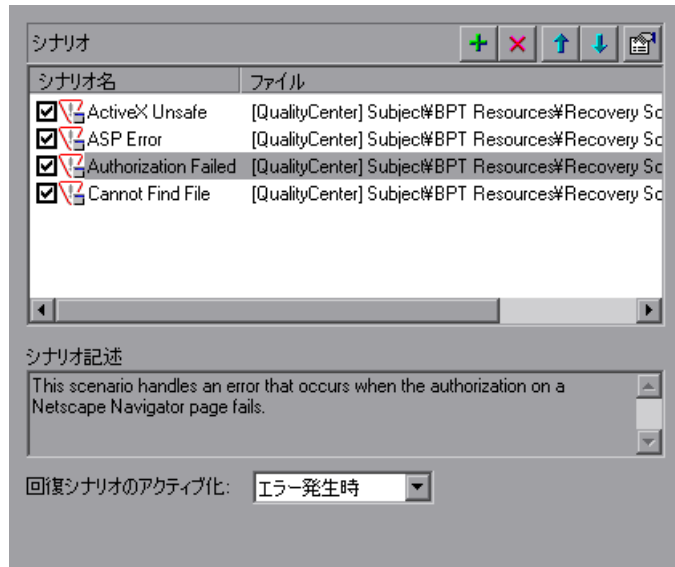 シナリオ
シナリオ名 ファイル
ActiveX Unsafe [QualityCenter] Subject¥BPT Resources¥Recovery Sc
ASP Error [QualityCenter] Subject¥BPT Resources¥Recovery Sc
Authorization Failed [QualityCenter] Subject¥BPT Resources¥Recovery Sc
Cannot Find File [QualityCenter] Subject¥BPT Resources¥Recovery Sc
シナリオ記述
This scenario handles an error that occurs when the authorization on a
Netscape Navigator page fails.
回復シナリオのアクティブ化: エラー発生時